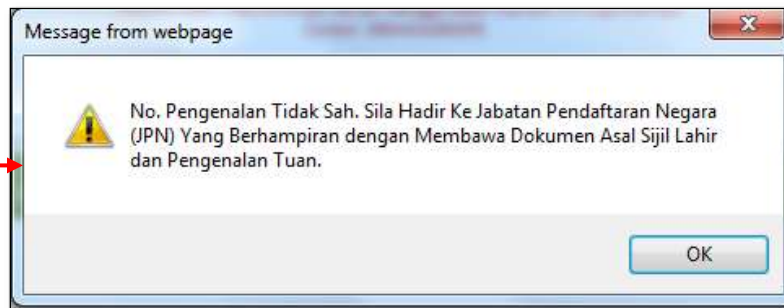 Message from webpage
No. Pengenalan Tidak Sah. Sila Hadir Ke Jabatan Pendaftaran Negara
(JPN) Yang Berhampiran dengan Membawa Dokumen Asal Sijil Lahir
dan Pengenalan Tuan.
OK